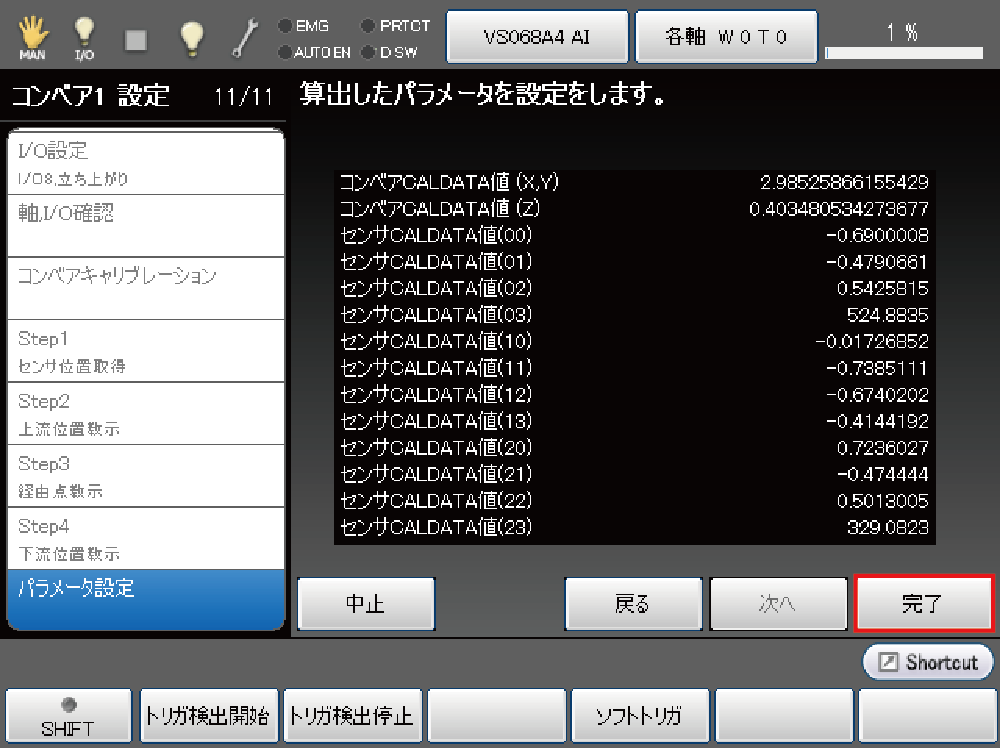 MAN
I/O
EMG
PRTCT
AUTO EN
D SW
VS068A4 AI
各軸 W 0 T 0
1 %
コンベア1 設定
11/11
算出したパラメータを設定をします。
I/O設定
I/O8,立ち上がり
軸,I/O確認
コンベアキャリブレーション
Step1
センサ位置取得
Step2
上流位置教示
Step3
経由点教示
Step4
下流位置教示
パラメータ設定
コンベアCALDATA値 (X,Y) 2.98525866155429
コンベアCALDATA値 (Z) 0.403480534273677
センサCALDATA値(00) -0.6900008
センサCALDATA値(01) -0.4790661
センサCALDATA値(02) 0.5425815
センサCALDATA値(03) 524.8835
センサCALDATA値(10) -0.01726852
センサCALDATA値(11) -0.7385111
センサCALDATA値(12) -0.6740202
センサCALDATA値(13) -0.4144192
センサCALDATA値(20) 0.7236027
センサCALDATA値(21) -0.474444
センサCALDATA値(22) 0.5013005
センサCALDATA値(23) 329.0823
中止
戻る
次へ
完了
Shortcut
SHIFT
トリガ検出開始
トリガ検出停止
ソフトトリガ